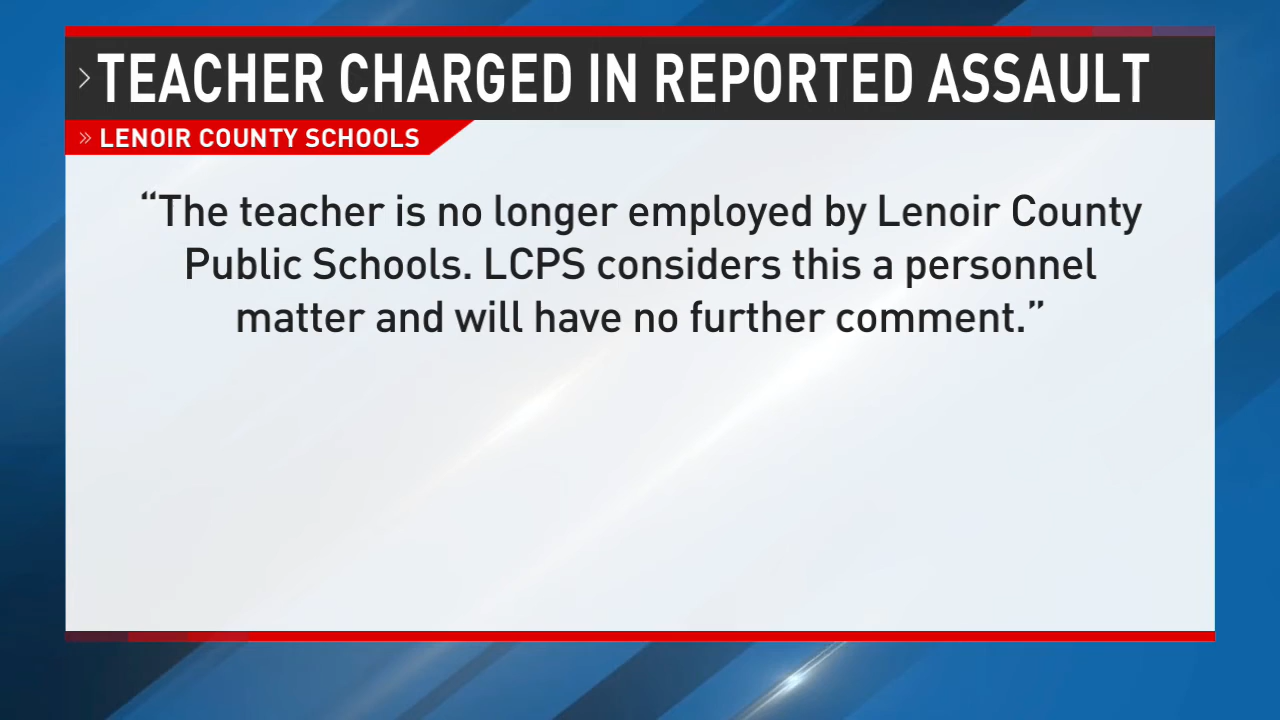 › TEACHER CHARGED IN REPORTED ASSAULT
» LENOIR COUNTY SCHOOLS
“The teacher is no longer employed by Lenoir County
Public Schools. LCPS considers this a personnel
matter and will have no further comment.”